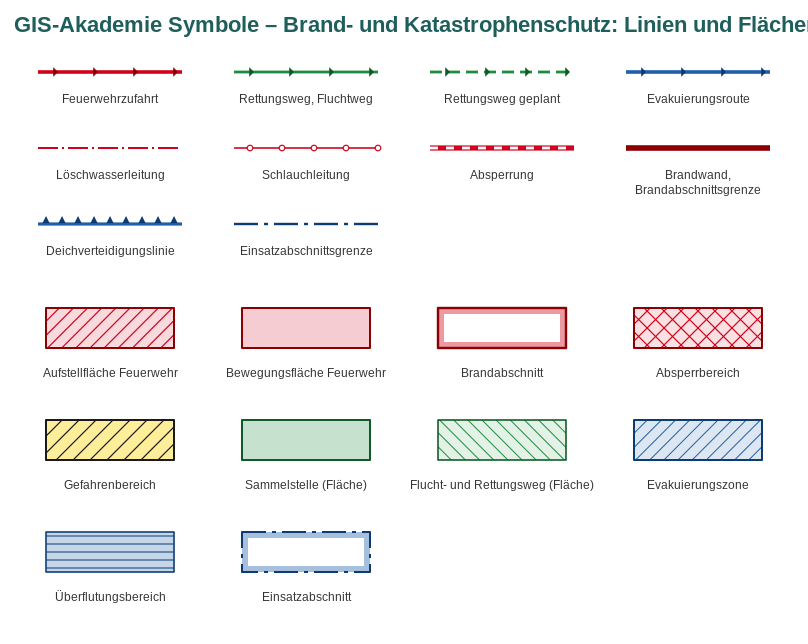 GIS-Akademie Symbole – Brand- und Katastrophenschutz: Linien und Fläche
Feuerwehrzufahrt
Rettungsweg, Fluchtweg
Rettungsweg geplant
Evakuierungsroute
Löschwasserleitung
Schlauchleitung
Absperrung
Brandwand,
Brandabschnittsgrenze
Deichverteidigungslinie
Einsatzabschnittsgrenze
Aufstellfläche Feuerwehr
Bewegungsfläche Feuerwehr
Brandabschnitt
Absperrbereich
Gefahrenbereich
Sammelstelle (Fläche)
Flucht- und Rettungsweg (Fläche)
Evakuierungszone
Überflutungsbereich
Einsatzabschnitt